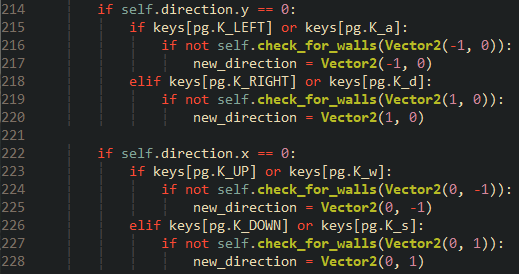 214 if self.direction.y == 0:
215 if keys[pg.K_LEFT] or keys[pg.K_a]:
216 if not self.check_for_walls(Vector2(-1, 0)):
217 new_direction = Vector2(-1, 0)
218 elif keys[pg.K_RIGHT] or keys[pg.K_d]:
219 if not self.check_for_walls(Vector2(1, 0)):
220 new_direction = Vector2(1, 0)
221
222 if self.direction.x == 0:
223 if keys[pg.K_UP] or keys[pg.K_w]:
224 if not self.check_for_walls(Vector2(0, -1)):
225 new_direction = Vector2(0, -1)
226 elif keys[pg.K_DOWN] or keys[pg.K_s]:
227 if not self.check_for_walls(Vector2(0, 1)):
228 new_direction = Vector2(0, 1)